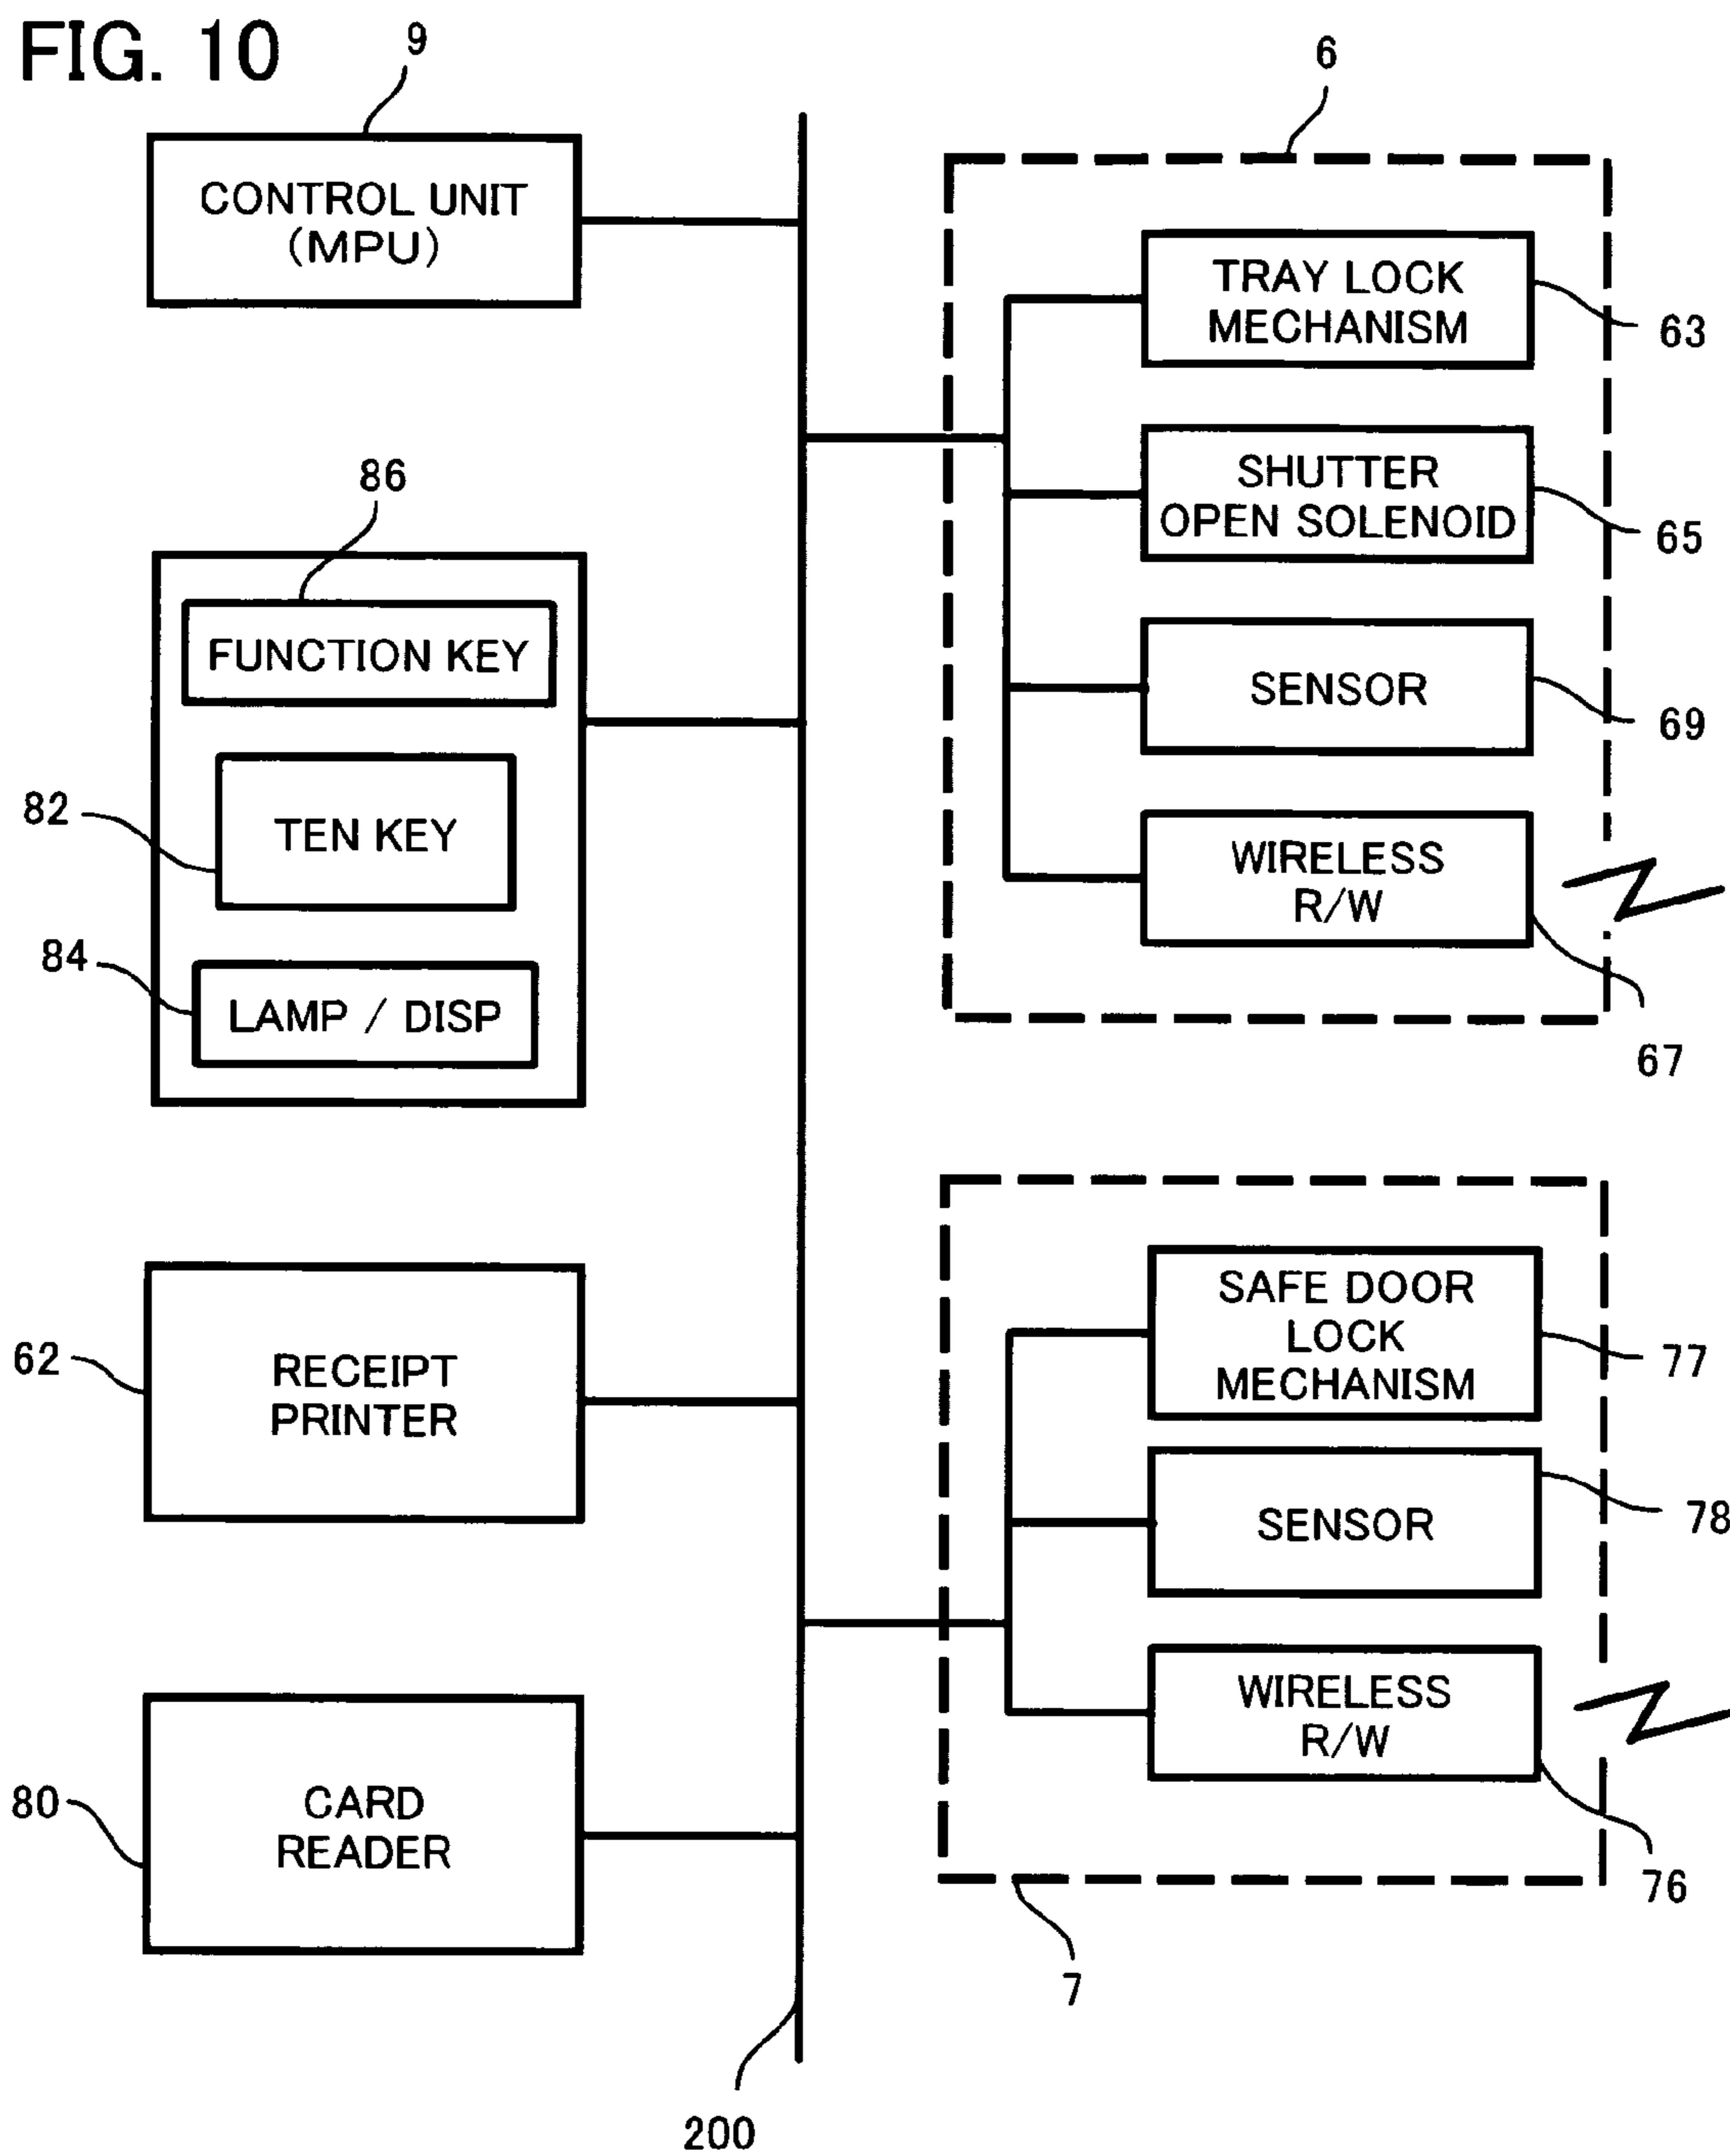 FIG. 10
9
CONTROL UNIT
(MPU)
86
FUNCTION KEY
82
TEN KEY
84
LAMP / DISP
62
RECEIPT
PRINTER
80
CARD
READER
200
6
TRAY LOCK
MECHANISM
63
SHUTTER
OPEN SOLENOID
65
SENSOR
69
WIRELESS
R/W
67
SAFE DOOR
LOCK
MECHANISM
77
SENSOR
78
WIRELESS
R/W
76
7